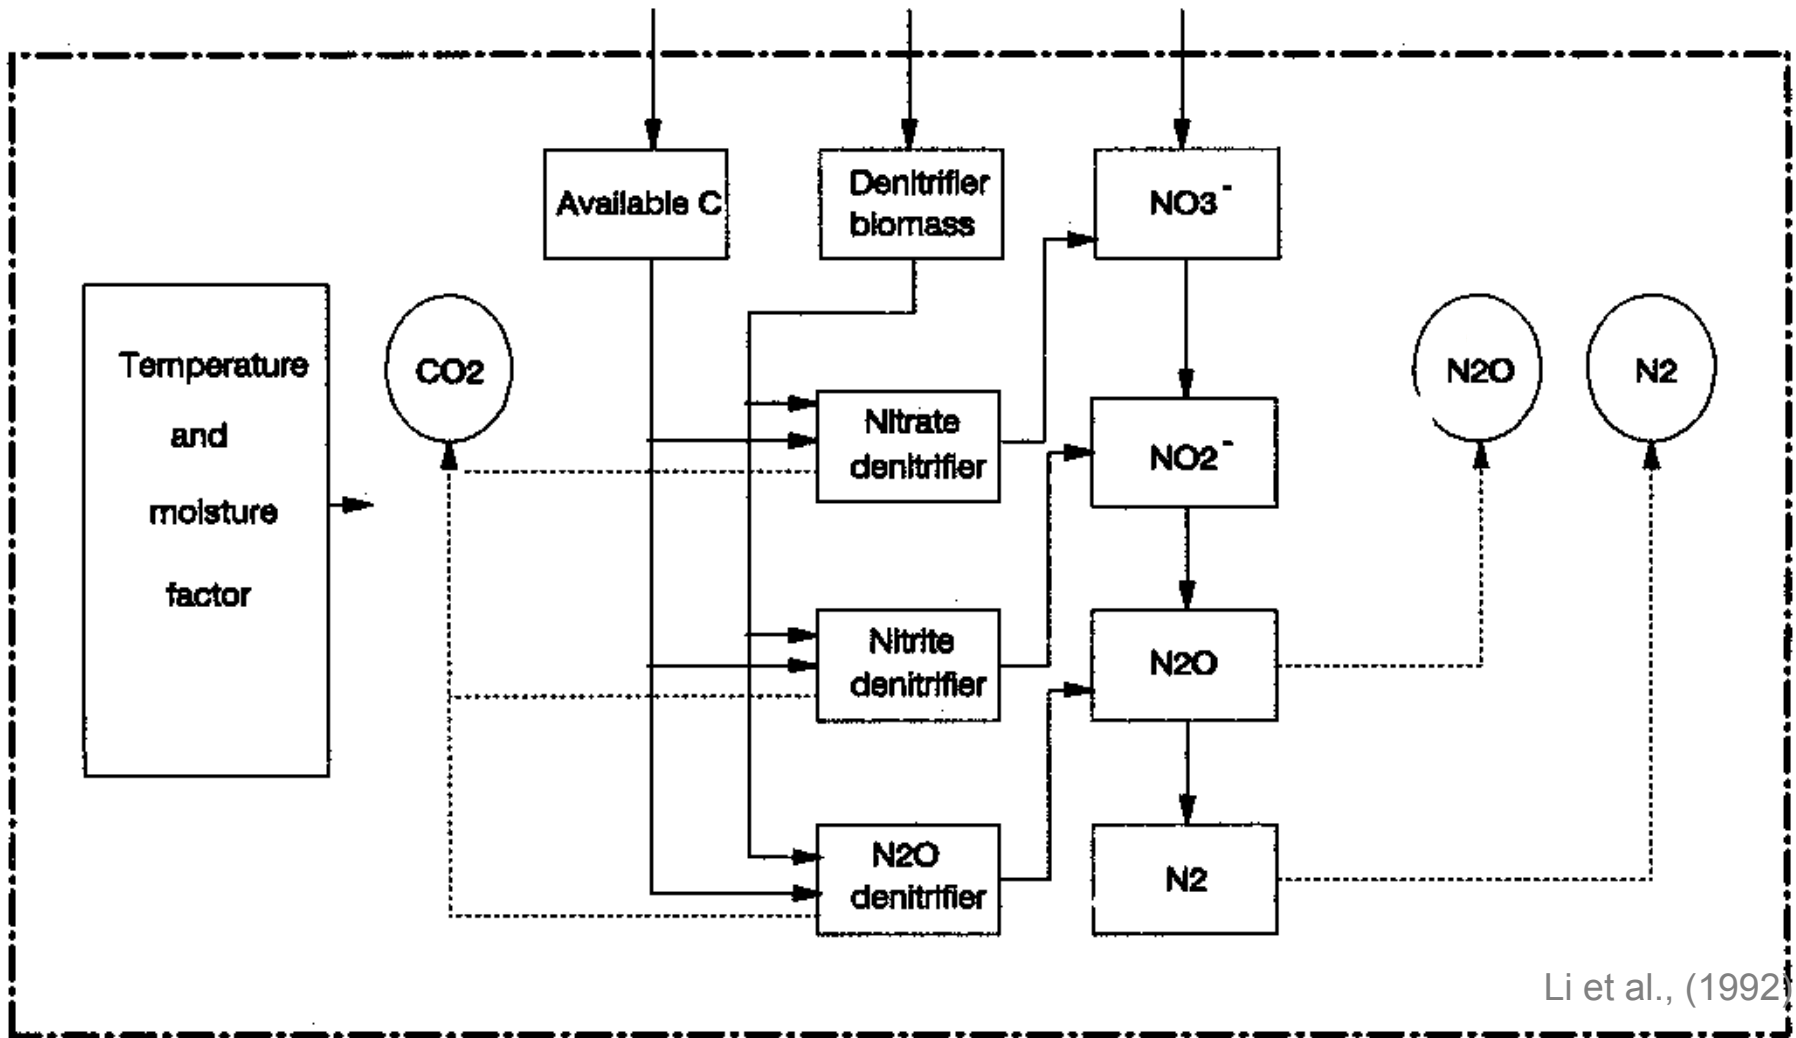 Available C
Denitrifier
biomass
NO3-
Temperature
and
moisture
factor
CO2
Nitrate
denitrifier
NO2-
N2O
N2
Nitrite
denitrifier
N2O
N2O
denitrifier
N2
Li et al., (1992)